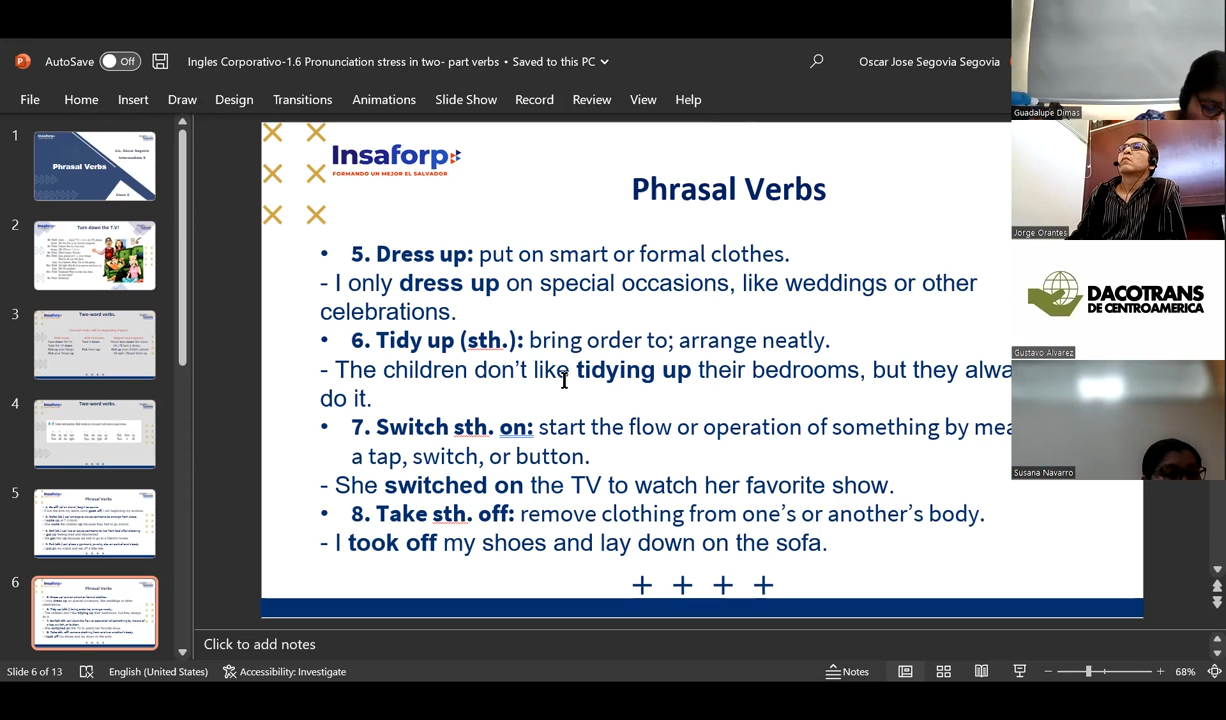 AutoSave Off Ingles Corporativo-1.6 Pronunciation stress in two- part verbs • Saved to this PC Oscar Jose Segovia Segovia
File Home Insert Draw Design Transitions Animations Slide Show Record Review View Help
1
Phrasal Verbs
2
Turn down the T.V!
3
Two-word verbs.
4
Two-word verbs.
5
Phrasal Verbs
6
Phrasal Verbs
Insaforp
FORMANDO UN MEJOR EL SALVADOR
Phrasal Verbs
• 5. Dress up: put on smart or formal clothes.
- I only dress up on special occasions, like weddings or other
celebrations.
• 6. Tidy up (sth.): bring order to; arrange neatly.
- The children don't like tidying up their bedrooms, but they alwa
do it.
• 7. Switch sth. on: start the flow or operation of something by mea
a tap, switch, or button.
- She switched on the TV to watch her favorite show.
• 8. Take sth. off: remove clothing from one's or another's body.
- I took off my shoes and lay down on the sofa.
Guadalupe Dimas
Jorge Orantes
DACOTRANS
DE CENTROAMERICA
Gustavo Alvarez
Susana Navarro
Click to add notes
Slide 6 of 13 English (United States) Accessibility: Investigate Notes 68%